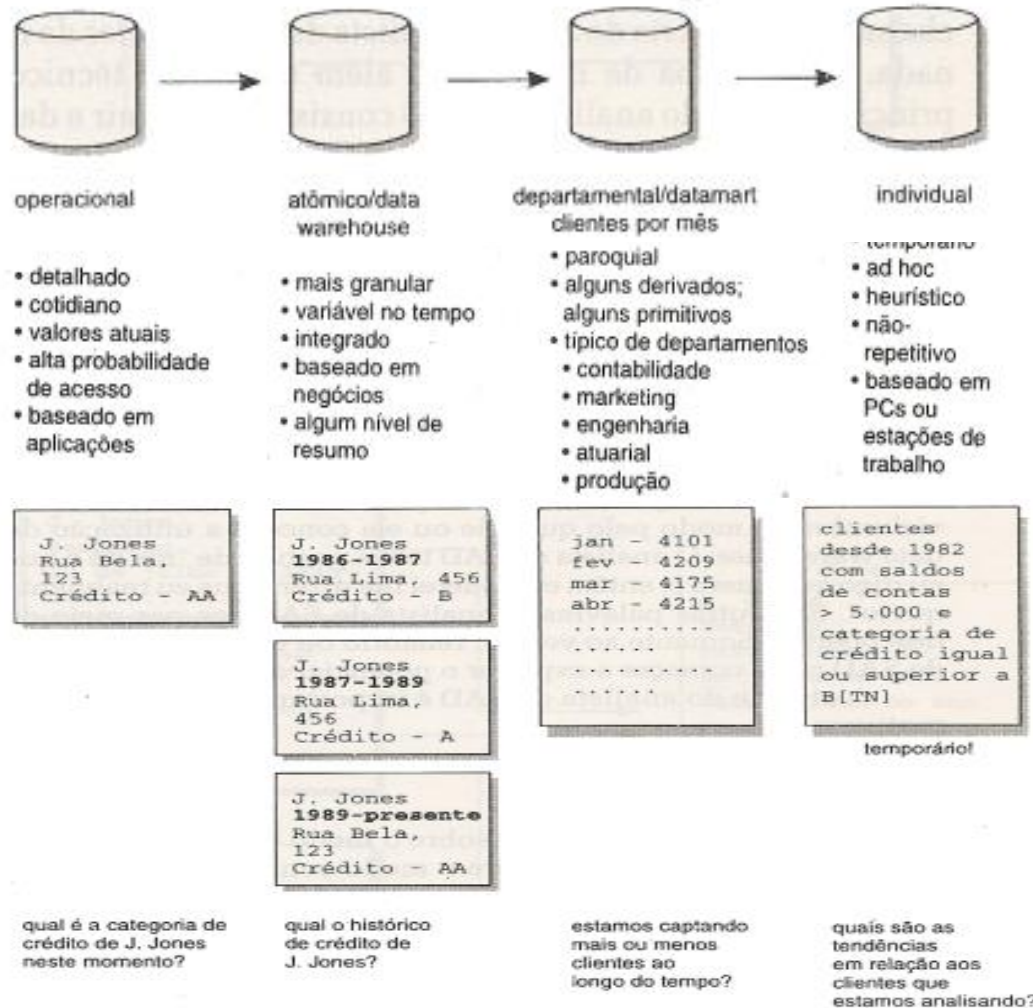 operacional
• detalhado
• cotidiano
• valores atuais
• alta probabilidade
de acesso
• baseado em
aplicações
J. Jones
Rua Bela,
123
Crédito - AA
qual é a categoria de
crédito de J. Jones
neste momento?
atômico/data
warehouse
• mais granular
• variável no tempo
• integrado
• baseado em
negócios
• algum nível de
resumo
J. Jones
1986-1987
Rua Lima, 456
Crédito - B
J. Jones
1987-1989
Rua Lima,
456
Crédito - A
J. Jones
1989-presente
Rua Bela,
123
Crédito - AA
qual o histórico
de crédito de
J. Jones?
departamental/datamart
clientes por mês
• paroquial
• alguns derivados;
alguns primitivos
• típico de departamentos
• contabilidade
• marketing
• engenharia
• atuarial
• produção
jan - 4101
fev - 4209
mar - 4175
abr - 4215
estamos captando
mais ou menos
clientes ao
longo do tempo?
individual
temporário
• ad hoc
• heurístico
• não-
repetitivo
• baseado em
PCs ou
estações de
trabalho
clientes
desde 1982
com saldos
de contas
> 5.000 e
categoria de
crédito igual
ou superior a
B[TN]
temporário!
quais são as
tendências
em relação aos
clientes que
estamos analisando?